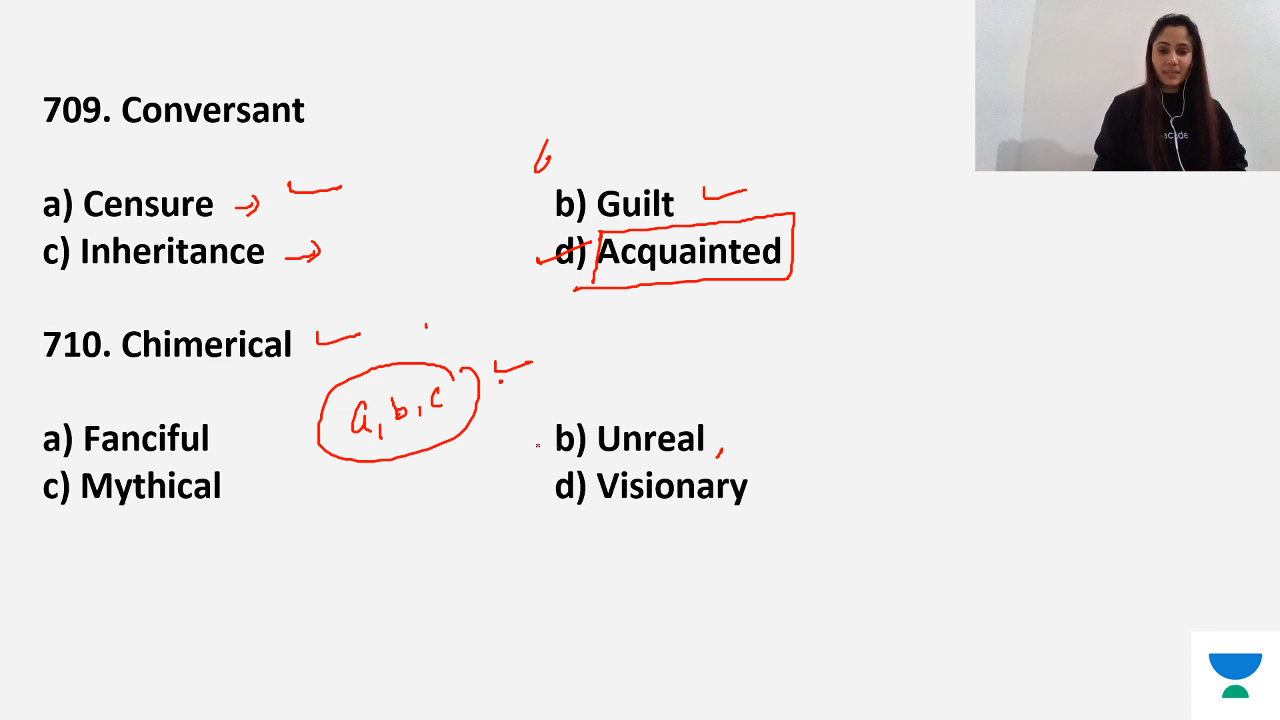 709. Conversant
b
a) Censure
b) Guilt
c) Inheritance
d) Acquainted
710. Chimerical
a, b, c
a) Fanciful
b) Unreal ,
c) Mythical
d) Visionary